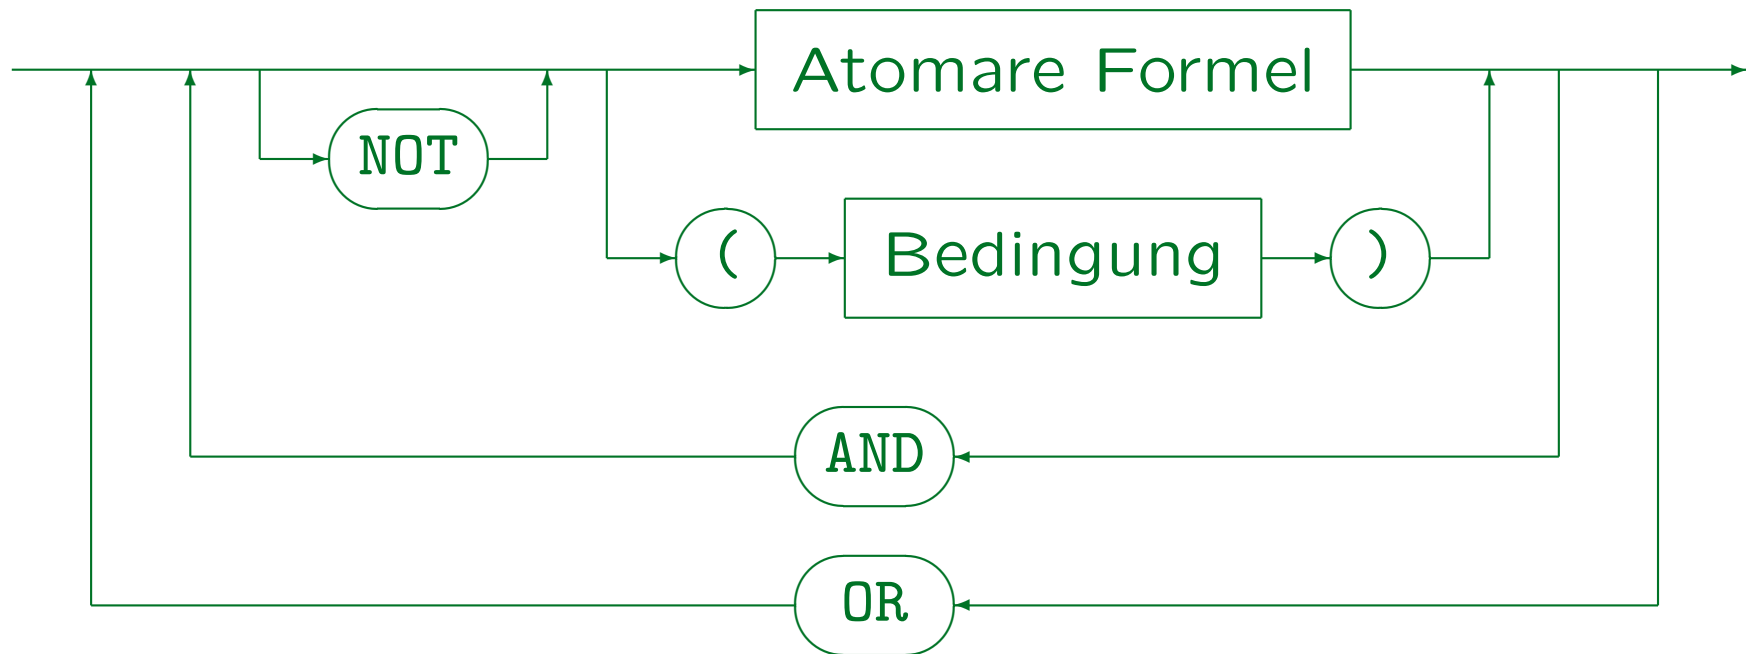 Atomare Formel
NOT
( Bedingung )
AND
OR